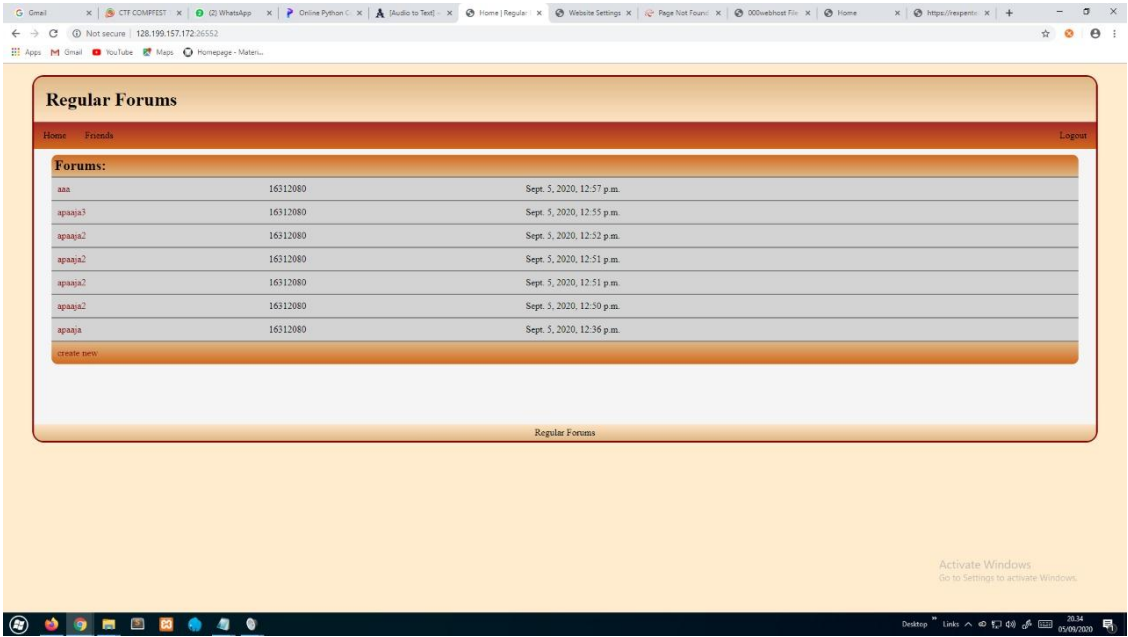 Gmail CTF COMPFEST (2) WhatsApp Online Python C [Audio to Text] - Home | Regular Website Settings Page Not Foun 000webhost File Home
Not secure 128.199.157.172:26552
Apps Gmail YouTube Maps Homepage - Materi...
Regular Forums
Home Friends Logout
Forums:
aaa 16312080 Sept. 5, 2020, 12:57 p.m.
apaaja3 16312080 Sept. 5, 2020, 12:55 p.m.
apaaja2 16312080 Sept. 5, 2020, 12:52 p.m.
apaaja2 16312080 Sept. 5, 2020, 12:51 p.m.
apaaja2 16312080 Sept. 5, 2020, 12:51 p.m.
apaaja2 16312080 Sept. 5, 2020, 12:50 p.m.
apaaja 16312080 Sept. 5, 2020, 12:36 p.m.
create new
Regular Forums
Activate Windows
Go to Settings to activate Windows.
20.34
Desktop Links
05/09/2020